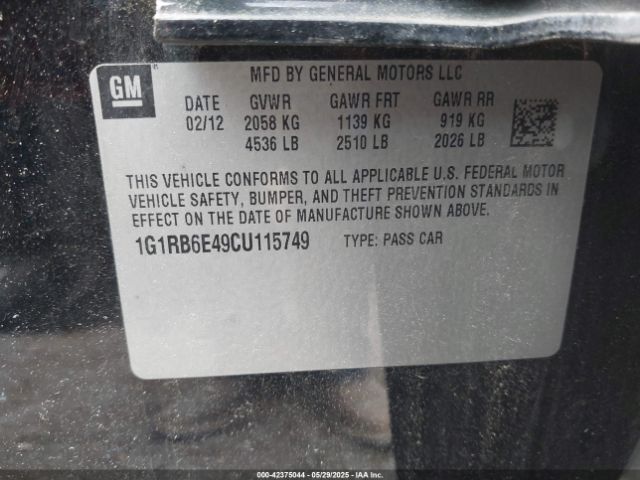 GM
MFD BY GENERAL MOTORS LLC
DATE GVWR GAWR FRT GAWR RR
02/12 2058 KG 1139 KG 919 KG
4536 LB 2510 LB 2026 LB
THIS VEHICLE CONFORMS TO ALL APPLICABLE U.S. FEDERAL MOTOR
VEHICLE SAFETY, BUMPER, AND THEFT PREVENTION STANDARDS IN
EFFECT ON THE DATE OF MANUFACTURE SHOWN ABOVE.
1G1RB6E49CU115749 TYPE: PASS CAR
000-42375044 - 05/29/2025 - IAA Inc.